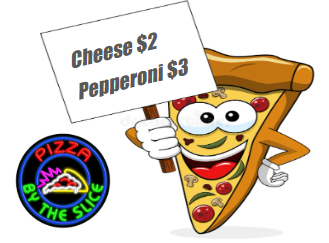 Cheese $2
Pepperoni $3
PIZZA
BY THE SLICE